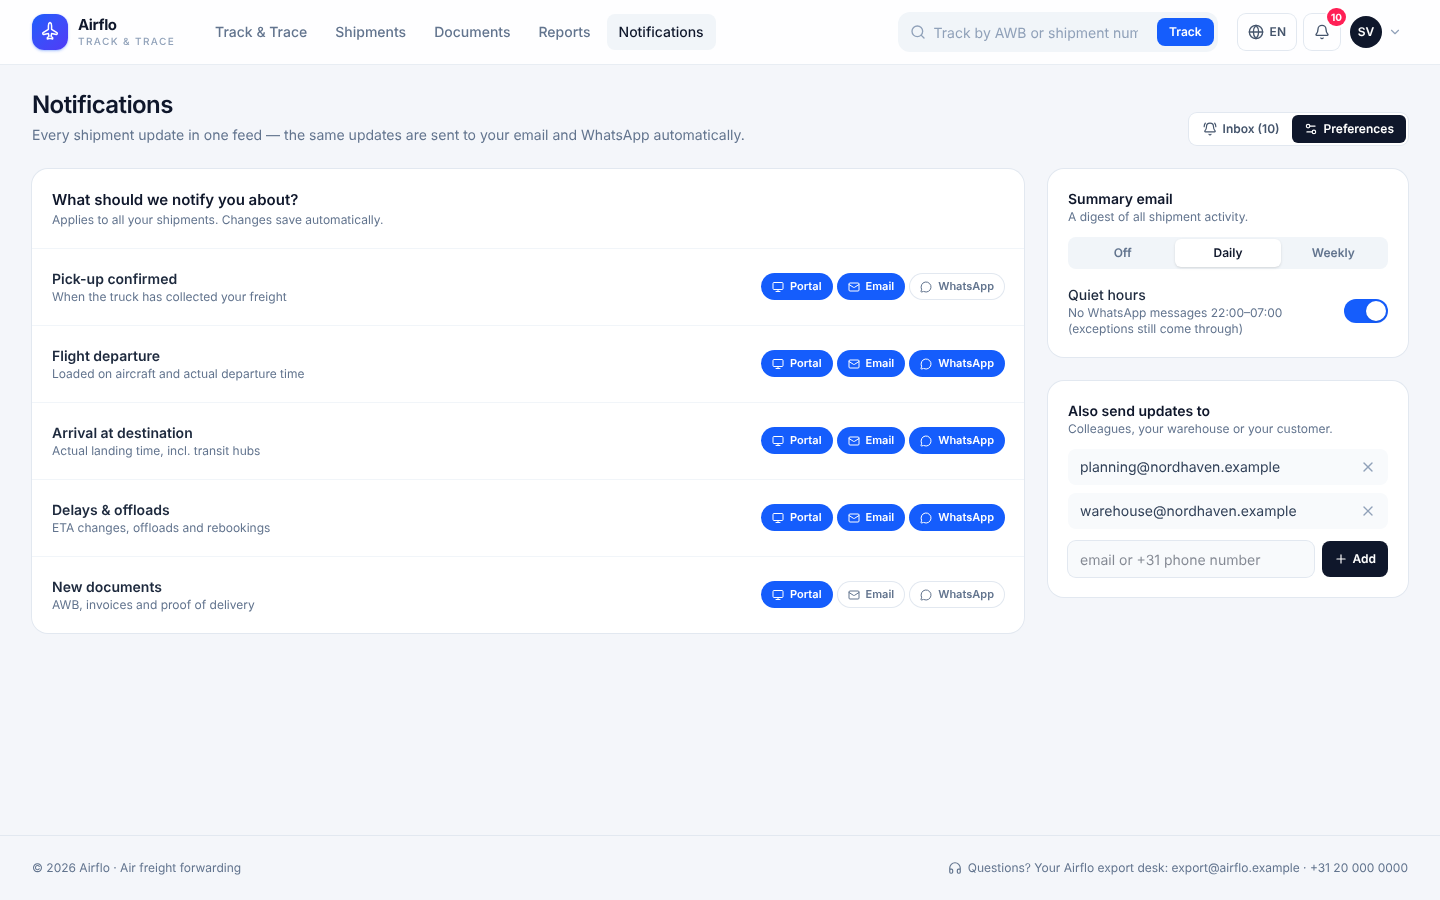 Airflo
TRACK & TRACE
Track & Trace
Shipments
Documents
Reports
Notifications
Track by AWB or shipment num
Track
EN
10
SV
Notifications
Every shipment update in one feed — the same updates are sent to your email and WhatsApp automatically.
Inbox (10)
Preferences
What should we notify you about?
Applies to all your shipments. Changes save automatically.
Pick-up confirmed
When the truck has collected your freight
Portal
Email
WhatsApp
Flight departure
Loaded on aircraft and actual departure time
Portal
Email
WhatsApp
Arrival at destination
Actual landing time, incl. transit hubs
Portal
Email
WhatsApp
Delays & offloads
ETA changes, offloads and rebookings
Portal
Email
WhatsApp
New documents
AWB, invoices and proof of delivery
Portal
Email
WhatsApp
Summary email
A digest of all shipment activity.
Off
Daily
Weekly
Quiet hours
No WhatsApp messages 22:00–07:00
(exceptions still come through)
Also send updates to
Colleagues, your warehouse or your customer.
planning@nordhaven.example
warehouse@nordhaven.example
email or +31 phone number
Add
© 2026 Airflo · Air freight forwarding
Questions? Your Airflo export desk: export@airflo.example · +31 20 000 0000